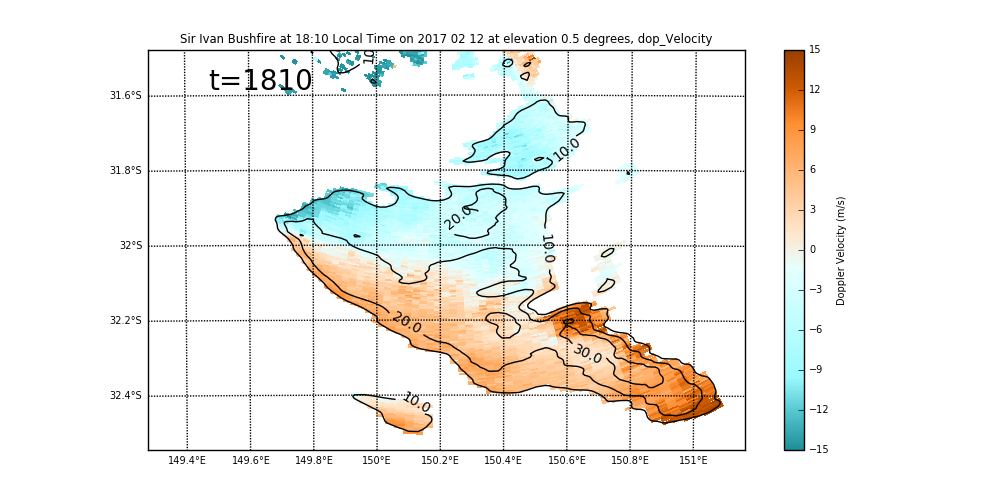 Sir Ivan Bushfire at 18:10 Local Time on 2017 02 12 at elevation 0.5 degrees, dop_Velocity
t=1810
10.0
20.0
10.0
20.0
30.0
10.0
31.6°S
31.8°S
32°S
32.2°S
32.4°S
149.4°E
149.6°E
149.8°E
150°E
150.2°E
150.4°E
150.6°E
150.8°E
151°E
15
12
9
6
3
0
−3
−6
−9
−12
−15
Doppler Velocity (m/s)